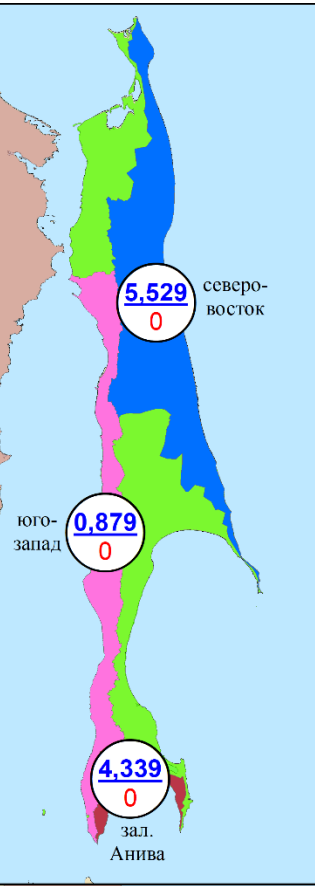 5,529
0
северо-
восток
юго-
запад
0,879
0
4,339
0
зал.
Анива